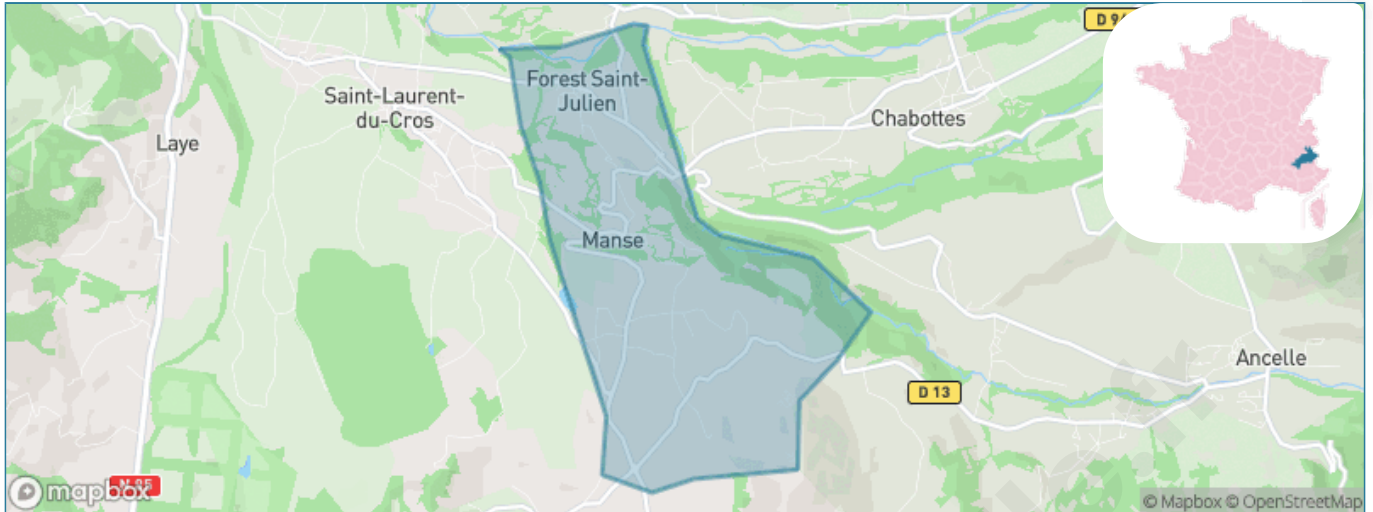 D 94
Forest Saint-
Julien
Saint-Laurent-
du-Cros
Chabottes
Laye
Manse
Ancelle
D 13
N 85
mapbox
© Mapbox © OpenStreetMap